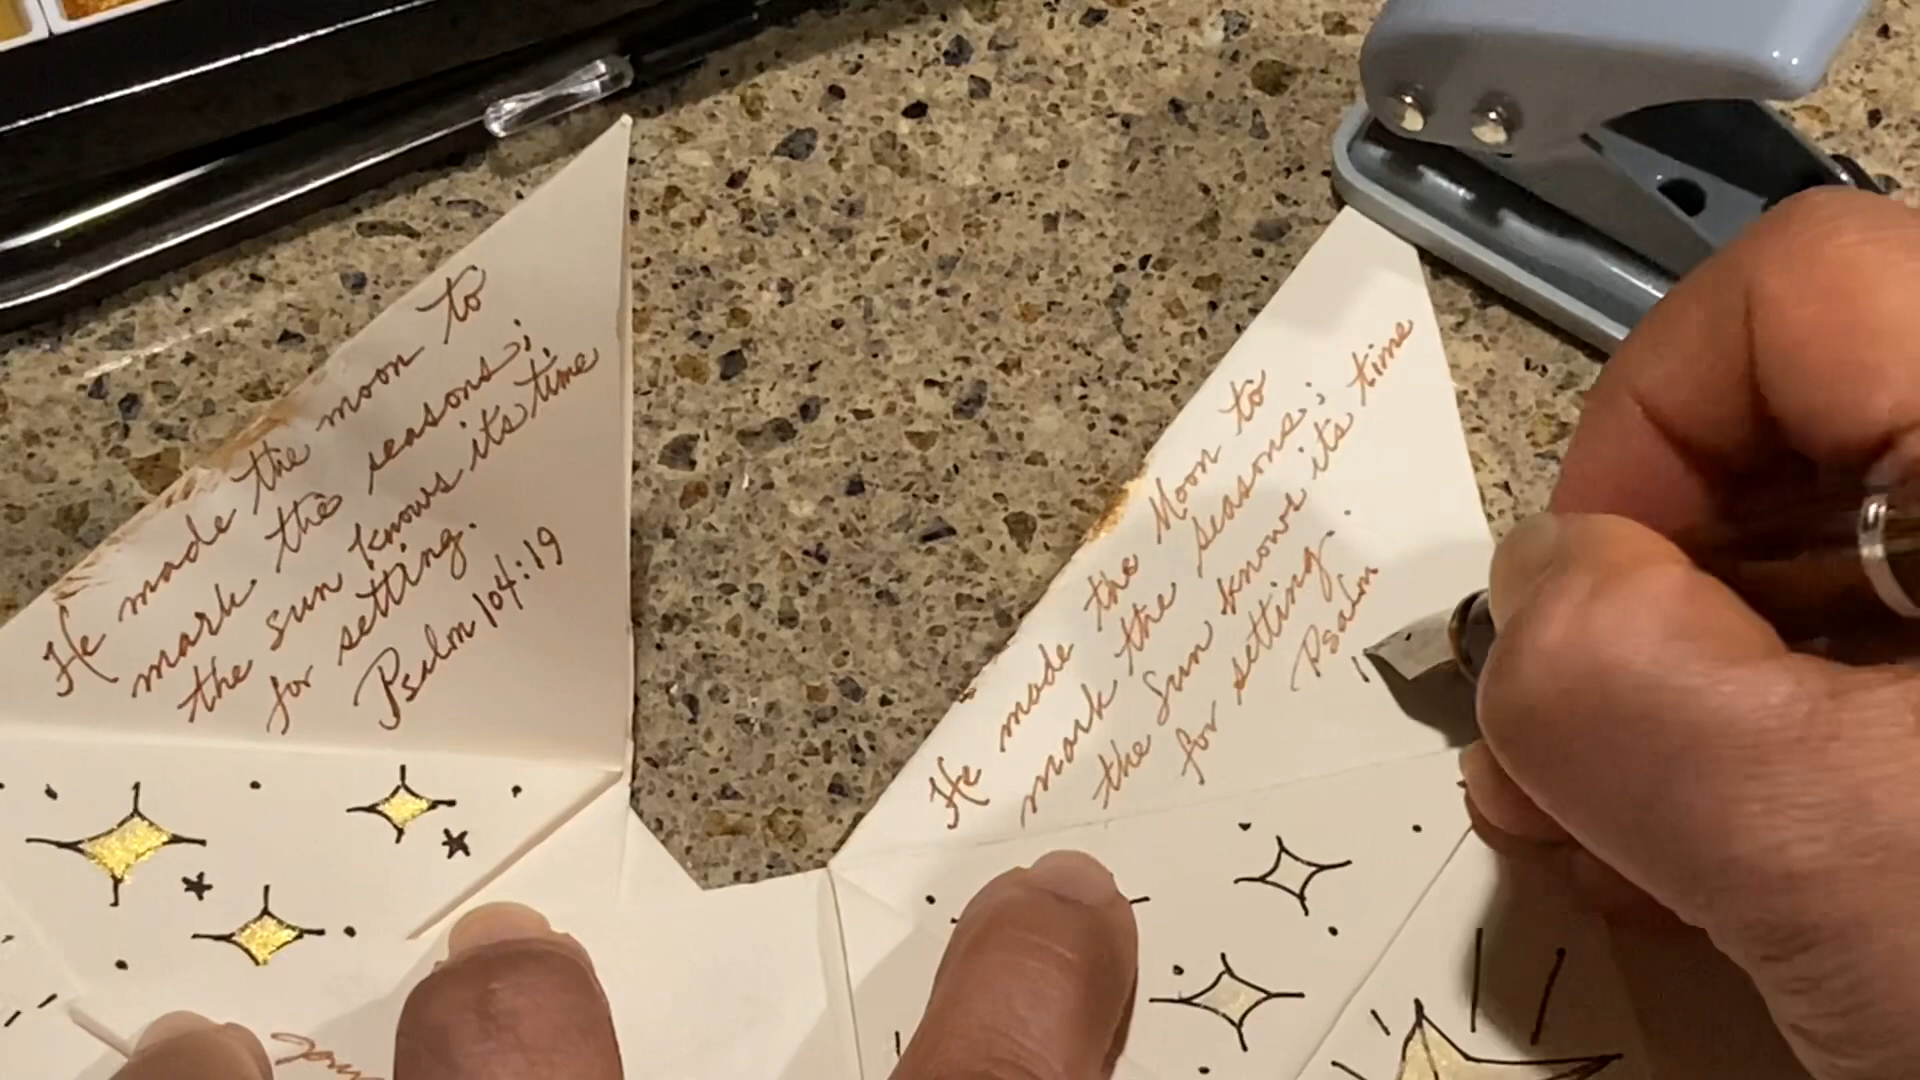 He made the moon to
mark the seasons;
the sun knows its time
for setting.
Psalm 104:19
He made the Moon to
mark the seasons;
the Sun knows its time
for setting.
Psalm
1